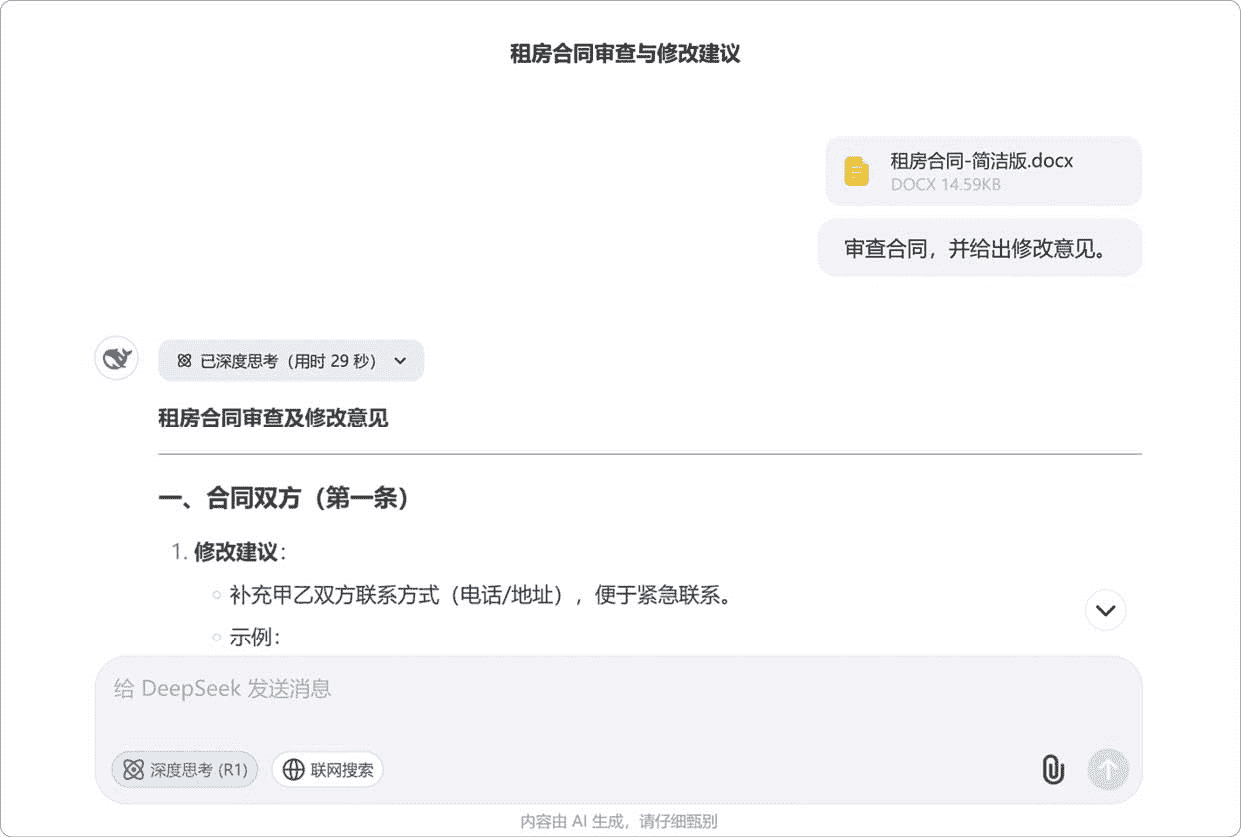 租房合同审查与修改建议
租房合同-简洁版.docx
DOCX 14.59KB
审查合同，并给出修改意见。
已深度思考（用时 29 秒）
租房合同审查及修改意见
一、合同双方（第一条）
1. 修改建议：
补充甲乙双方联系方式（电话/地址），便于紧急联系。
示例：
给 DeepSeek 发送消息
深度思考 (R1) 联网搜索
内容由 AI 生成，请仔细甄别